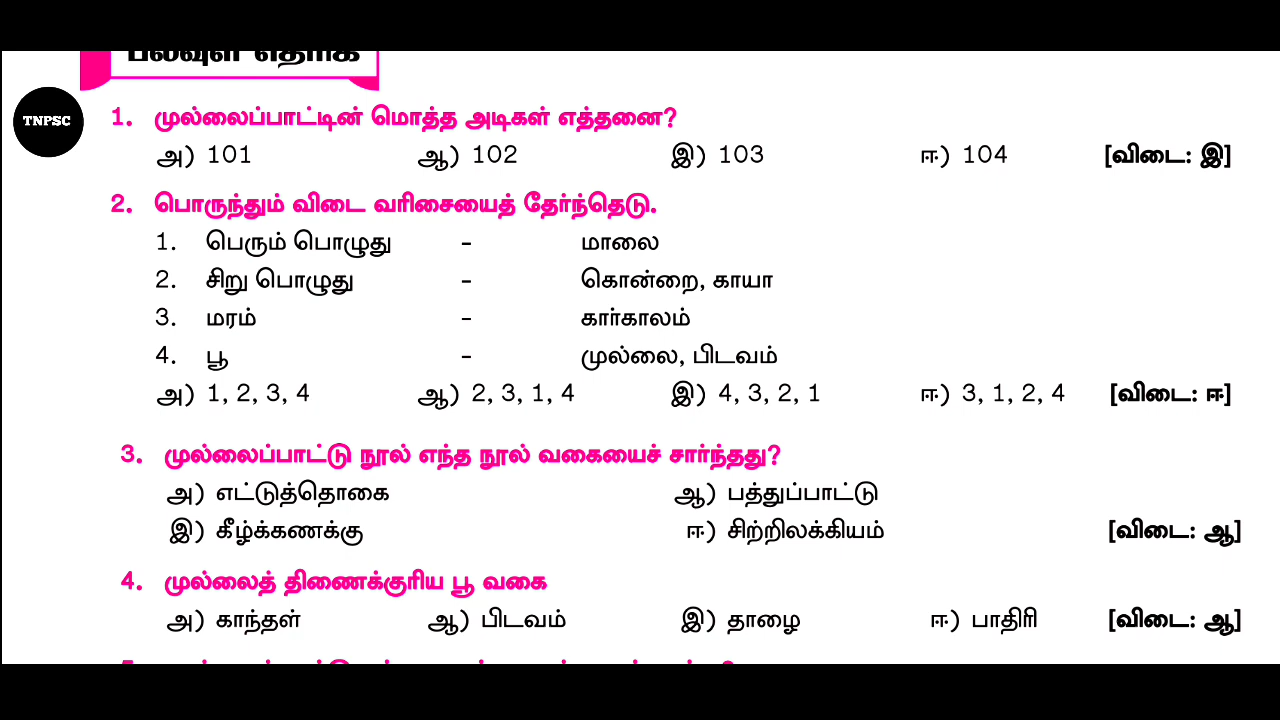 பலவுள் தெரிக
TNPSC
1. முல்லைப்பாட்டின் மொத்த அடிகள் எத்தனை?
அ) 101 ஆ) 102 இ) 103 ஈ) 104 [விடை: இ]
2. பொருந்தும் விடை வரிசையைத் தேர்ந்தெடு.
1. பெரும் பொழுது - மாலை
2. சிறு பொழுது - கொன்றை, காயா
3. மரம் - கார்காலம்
4. பூ - முல்லை, பிடவம்
அ) 1, 2, 3, 4 ஆ) 2, 3, 1, 4 இ) 4, 3, 2, 1 ஈ) 3, 1, 2, 4 [விடை: ஈ]
3. முல்லைப்பாட்டு நூல் எந்த நூல் வகையைச் சார்ந்தது?
அ) எட்டுத்தொகை ஆ) பத்துப்பாட்டு
இ) கீழ்க்கணக்கு ஈ) சிற்றிலக்கியம் [விடை: ஆ]
4. முல்லைத் திணைக்குரிய பூ வகை
அ) காந்தள் ஆ) பிடவம் இ) தாழை ஈ) பாதிரி [விடை: ஆ]